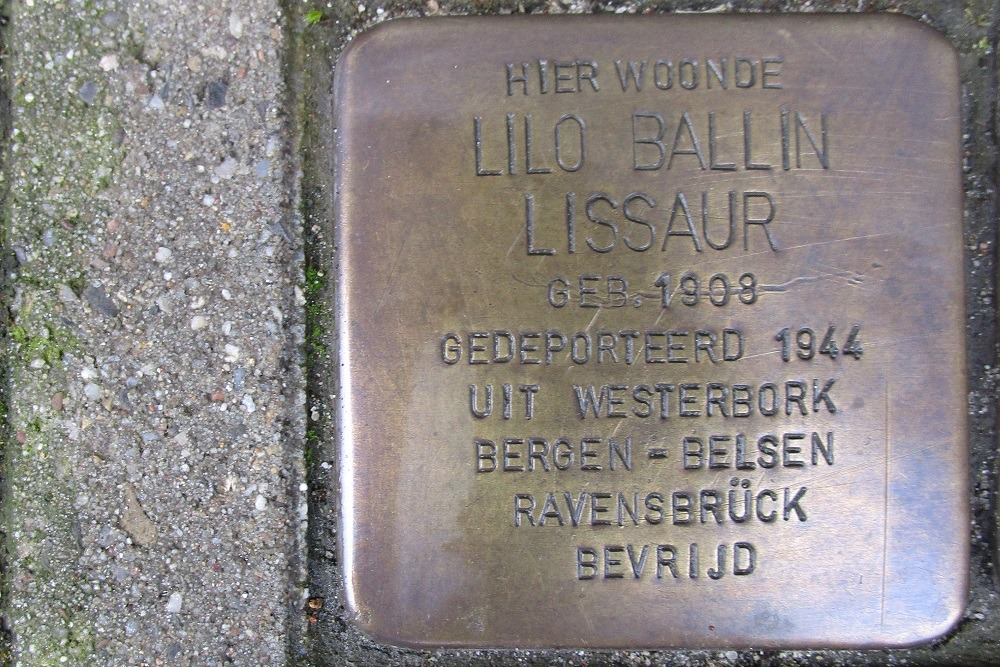 HIER WOONDE
LILO BALLIN
LISSAUR
GEB. 1908
GEDEPORTEERD 1944
UIT WESTERBORK
BERGEN - BELSEN
RAVENSBRÜCK
BEVRIJD